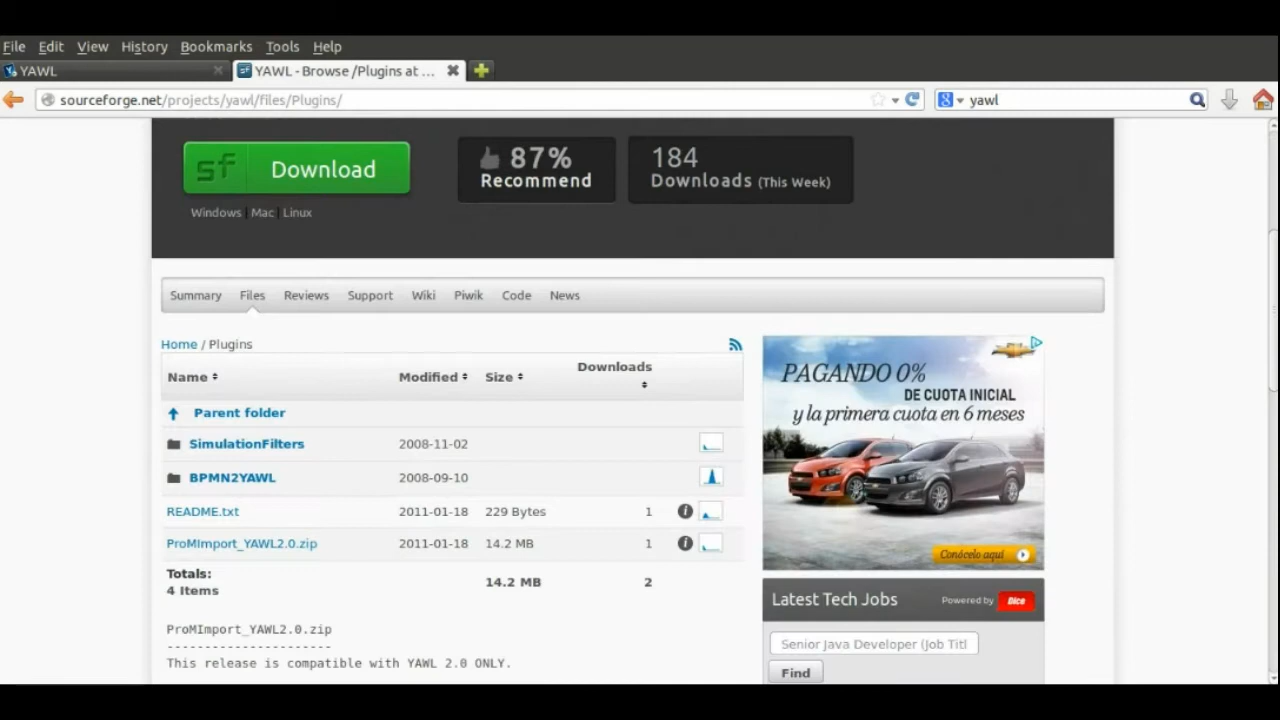 File Edit View History Bookmarks Tools Help
YAWL
YAWL - Browse /Plugins at ...
sourceforge.net/projects/yawl/files/Plugins/
yawl
sf Download
87% Recommend
184 Downloads (This Week)
Windows | Mac | Linux
Summary Files Reviews Support Wiki Piwik Code News
Home / Plugins
Name Modified Size Downloads
Parent folder
SimulationFilters 2008-11-02
BPMN2YAWL 2008-09-10
README.txt 2011-01-18 229 Bytes 1
ProMImport_YAWL2.0.zip 2011-01-18 14.2 MB 1
Totals: 4 Items 14.2 MB 2
ProMImport_YAWL2.0.zip
----------------------
This release is compatible with YAWL 2.0 ONLY.
PAGANDO 0%
DE CUOTA INICIAL
y la primera cuota en 6 meses
Conócelo aquí
Latest Tech Jobs Powered by Dice
Senior Java Developer (Job Titl
Find